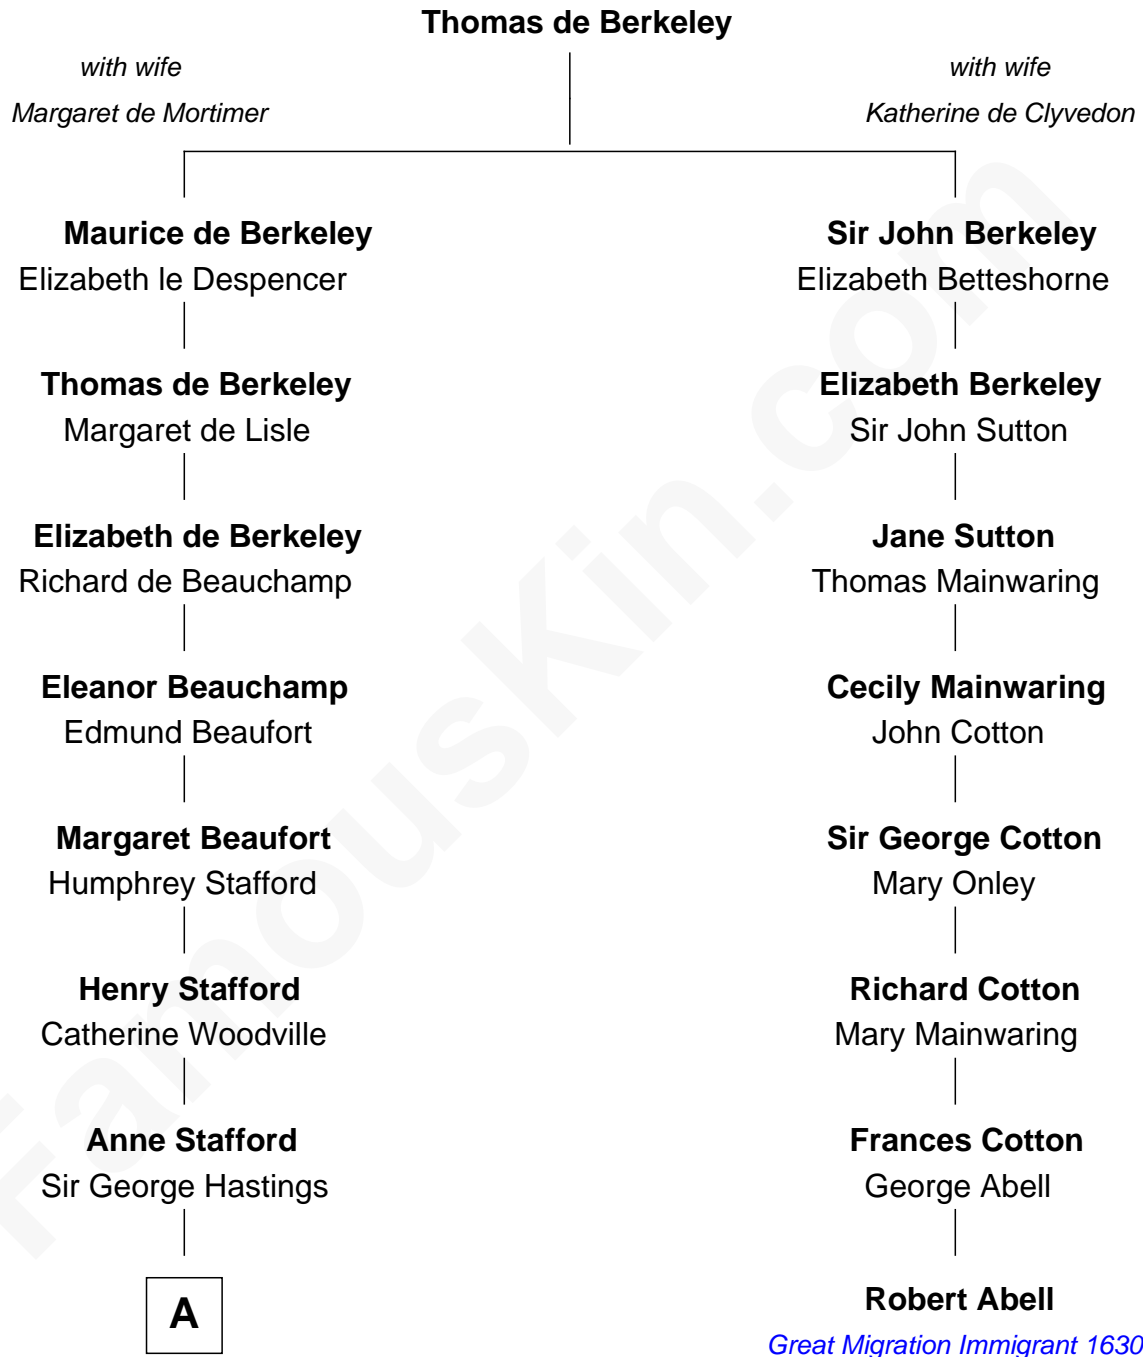 Thomas de Berkeley
with wife
Margaret de Mortimer
with wife
Katherine de Clyvedon
Maurice de Berkeley
Elizabeth le Despencer
Sir John Berkeley
Elizabeth Betteshorne
Thomas de Berkeley
Margaret de Lisle
Elizabeth Berkeley
Sir John Sutton
Elizabeth de Berkeley
Richard de Beauchamp
Jane Sutton
Thomas Mainwaring
Eleanor Beauchamp
Edmund Beaufort
Cecily Mainwaring
John Cotton
Margaret Beaufort
Humphrey Stafford
Sir George Cotton
Mary Onley
Henry Stafford
Catherine Woodville
Richard Cotton
Mary Mainwaring
Anne Stafford
Sir George Hastings
Frances Cotton
George Abell
A
Robert Abell
Great Migration Immigrant 1630
FamousKin.com